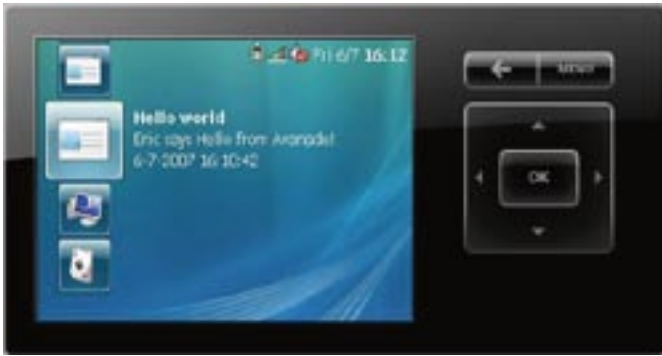 Fri 6/7 16:12
Hello world
Eric says Hello from Avanade!
6-7-2007 16:10:42
MENU
OK